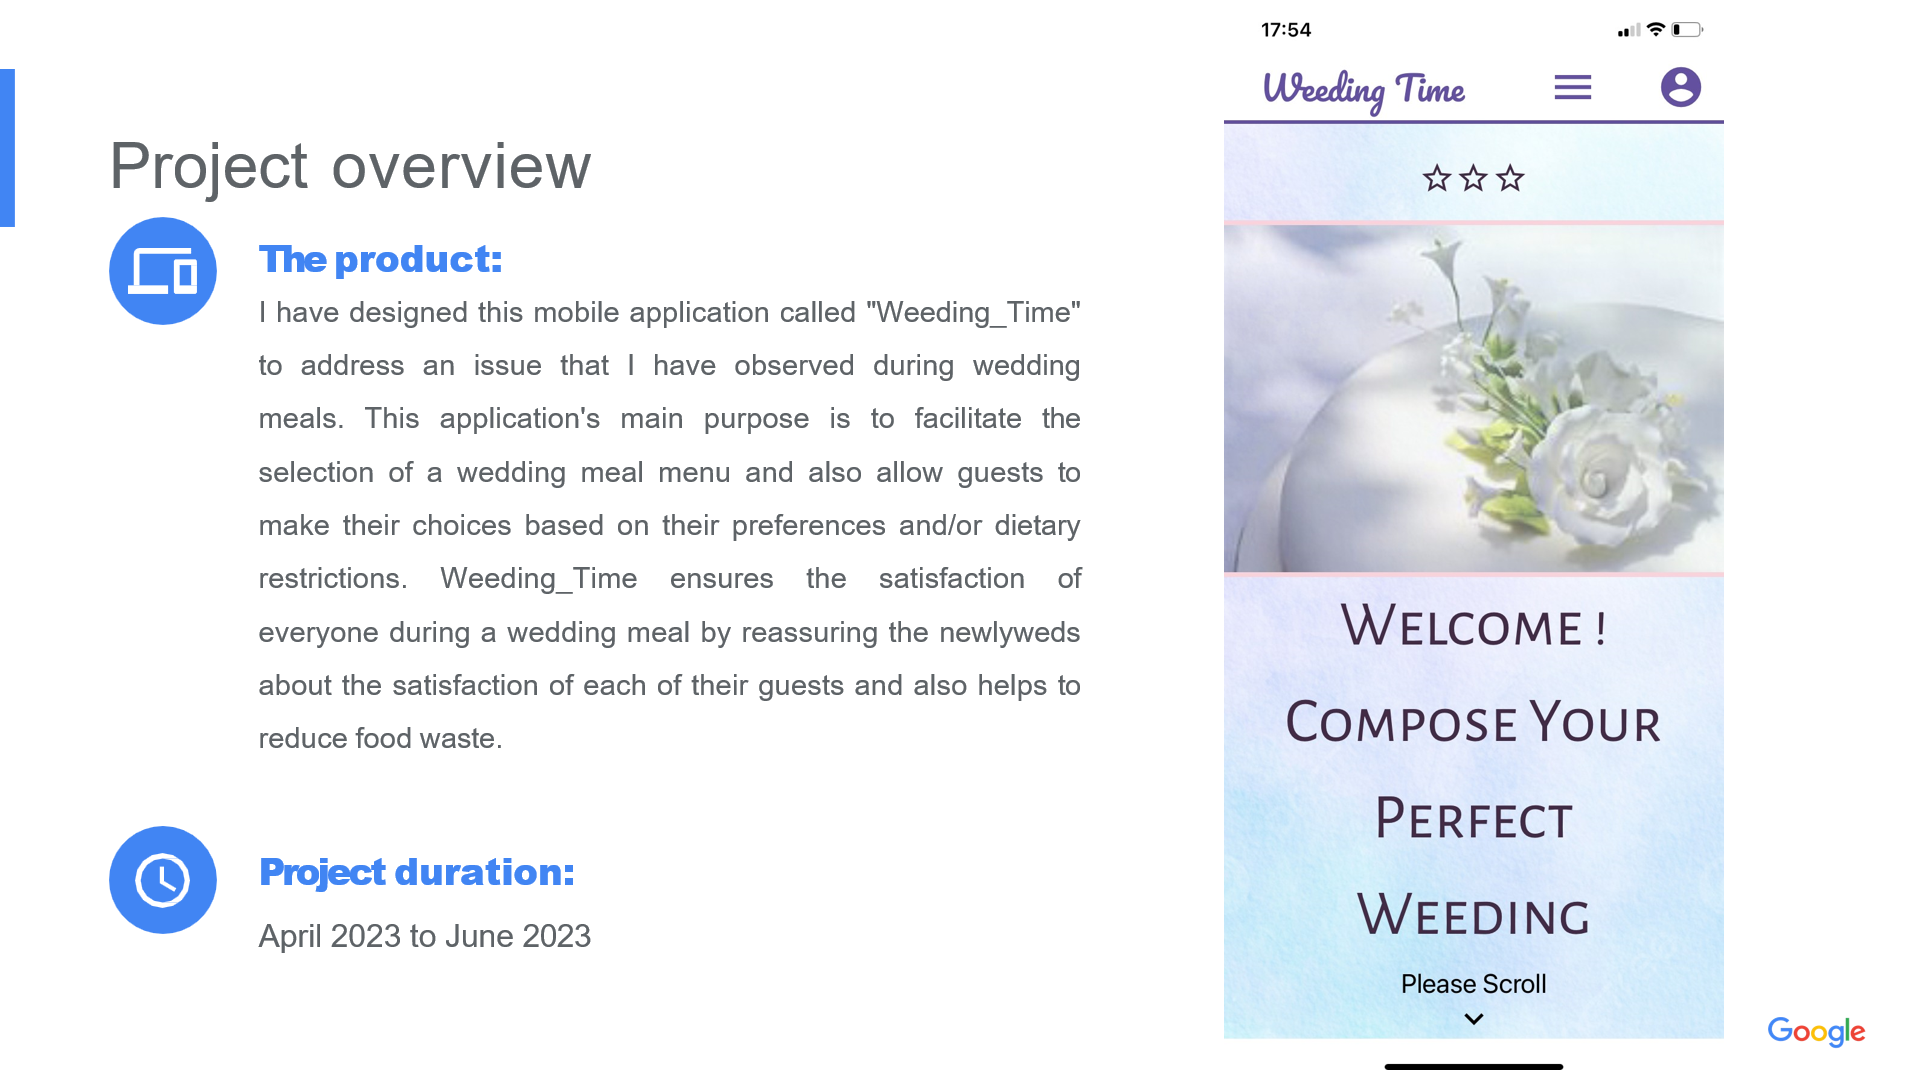 Project overview
The product:
I have designed this mobile application called "Weeding_Time"
to address an issue that I have observed during wedding
meals. This application's main purpose is to facilitate the
selection of a wedding meal menu and also allow guests to
make their choices based on their preferences and/or dietary
restrictions. Weeding_Time ensures the satisfaction of
everyone during a wedding meal by reassuring the newlyweds
about the satisfaction of each of their guests and also helps to
reduce food waste.
Project duration:
April 2023 to June 2023
17:54
Weeding Time
WELCOME !
COMPOSE YOUR
PERFECT
WEEDING
Please Scroll
Google